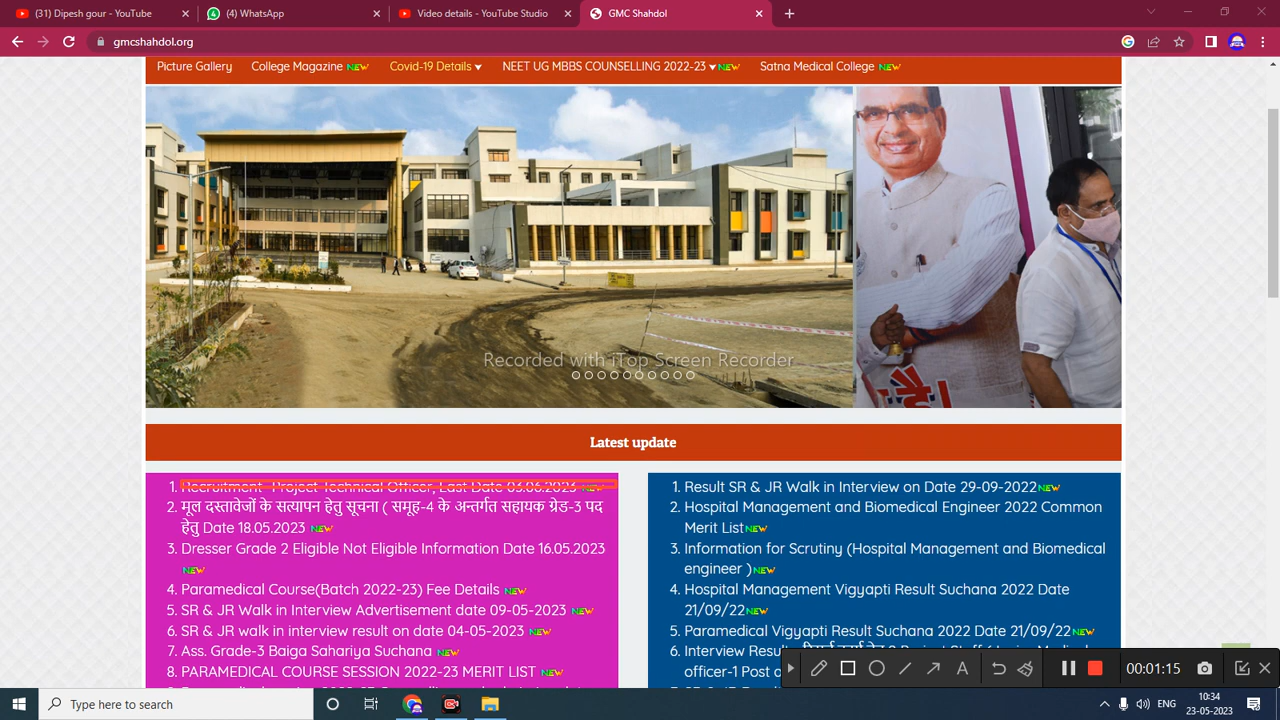 (31) Dipesh gour - YouTube
(4) WhatsApp
Video details - YouTube Studio
GMC Shahdol
gmcshahdol.org
Picture Gallery College Magazine NEW Covid-19 Details NEET UG MBBS COUNSELLING 2022-23 NEW Satna Medical College NEW
Recorded with iTop Screen Recorder
Latest update
1. Recruitment- Project Technical Officer, Last Date 03.06.2023 NEW
2. मूल दस्तावेजों के सत्यापन हेतु सूचना ( समूह-4 के अन्तर्गत सहायक ग्रेड-3 पद
हेतु Date 18.05.2023 NEW
3. Dresser Grade 2 Eligible Not Eligible Information Date 16.05.2023
NEW
4. Paramedical Course(Batch 2022-23) Fee Details NEW
5. SR & JR Walk in Interview Advertisement date 09-05-2023 NEW
6. SR & JR walk in interview result on date 04-05-2023 NEW
7. Ass. Grade-3 Baiga Sahariya Suchana NEW
8. PARAMEDICAL COURSE SESSION 2022-23 MERIT LIST NEW
1. Result SR & JR Walk in Interview on Date 29-09-2022 NEW
2. Hospital Management and Biomedical Engineer 2022 Common
Merit List NEW
3. Information for Scrutiny (Hospital Management and Biomedical
engineer ) NEW
4. Hospital Management Vigyapti Result Suchana 2022 Date
21/09/22 NEW
5. Paramedical Vigyapti Result Suchana 2022 Date 21/09/22 NEW
6. Interview Result
officer-1 Post
00:01:15
Type here to search
ENG
10:34
23-05-2023